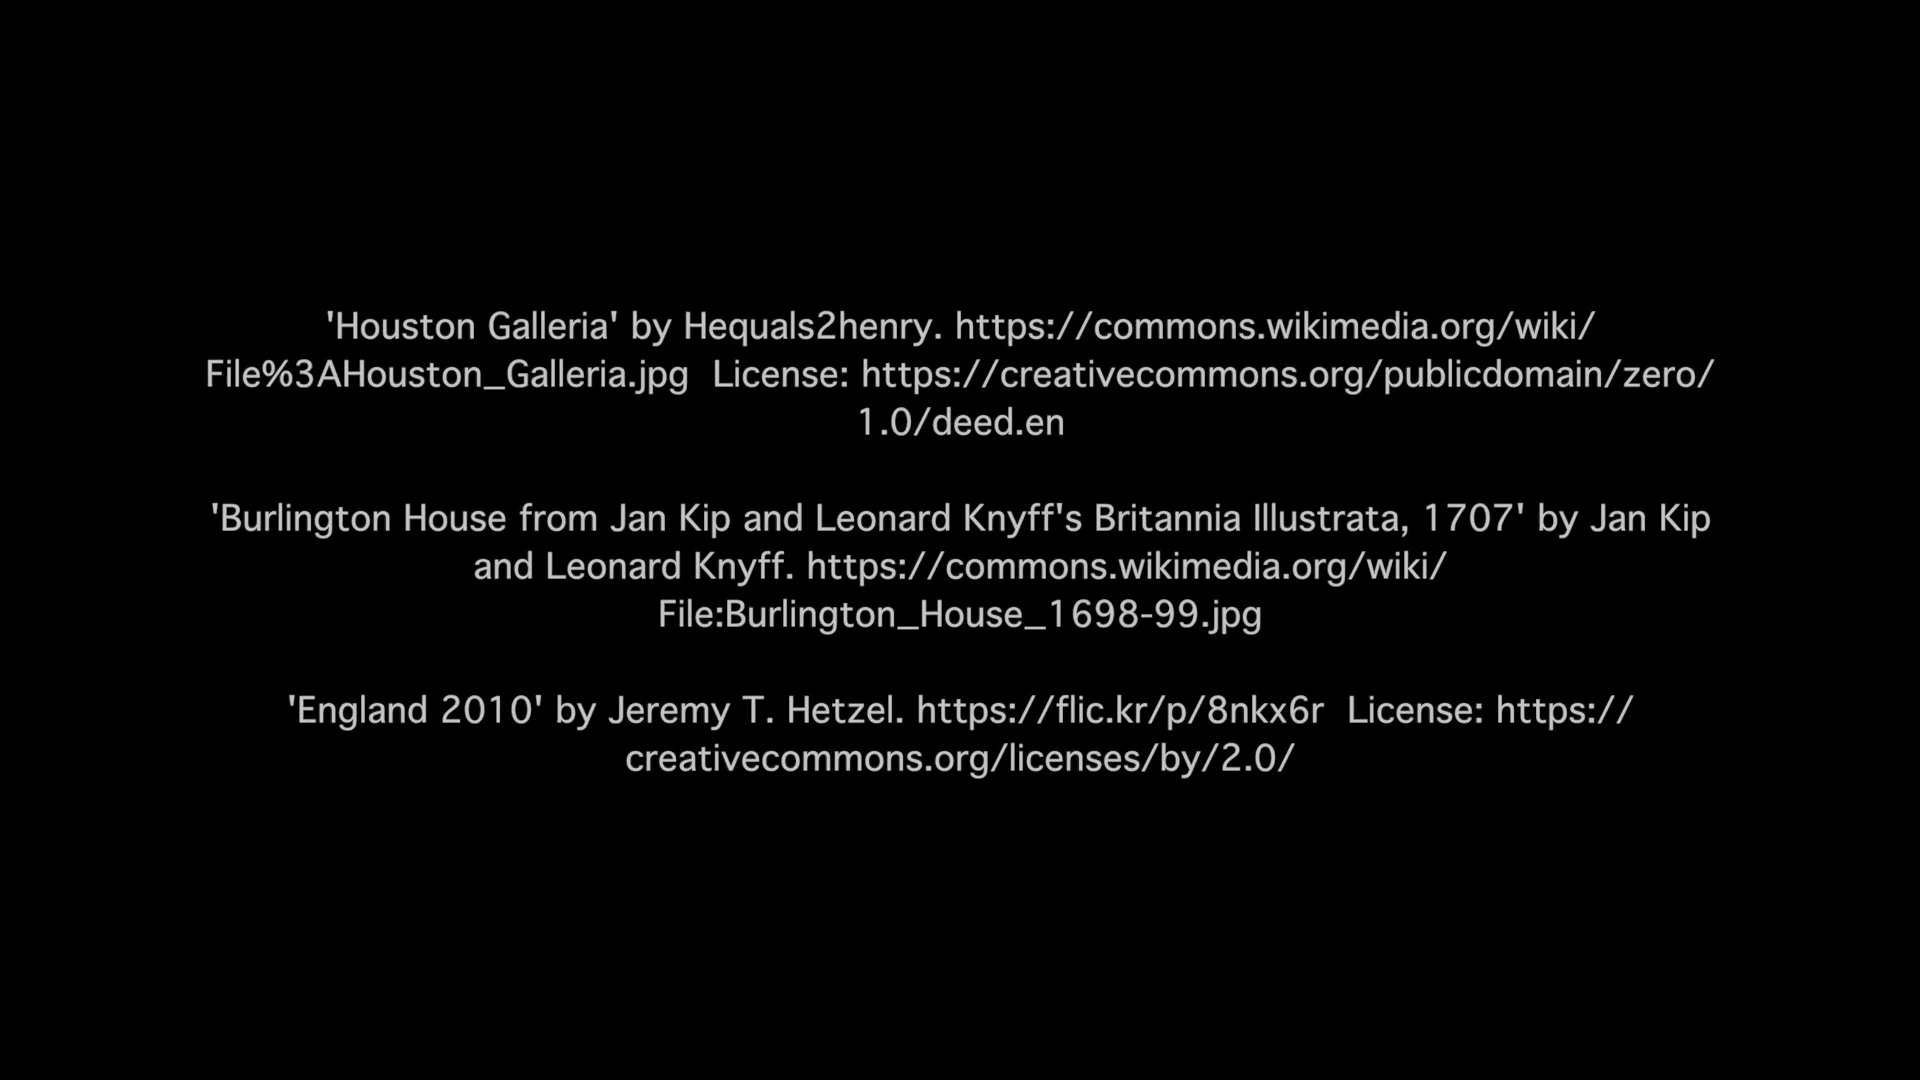 'Houston Galleria' by Hequals2henry. https://commons.wikimedia.org/wiki/
File%3AHouston_Galleria.jpg  License: https://creativecommons.org/publicdomain/zero/
1.0/deed.en
'Burlington House from Jan Kip and Leonard Knyff's Britannia Illustrata, 1707' by Jan Kip
and Leonard Knyff. https://commons.wikimedia.org/wiki/
File:Burlington_House_1698-99.jpg
'England 2010' by Jeremy T. Hetzel. https://flic.kr/p/8nkx6r  License: https://
creativecommons.org/licenses/by/2.0/